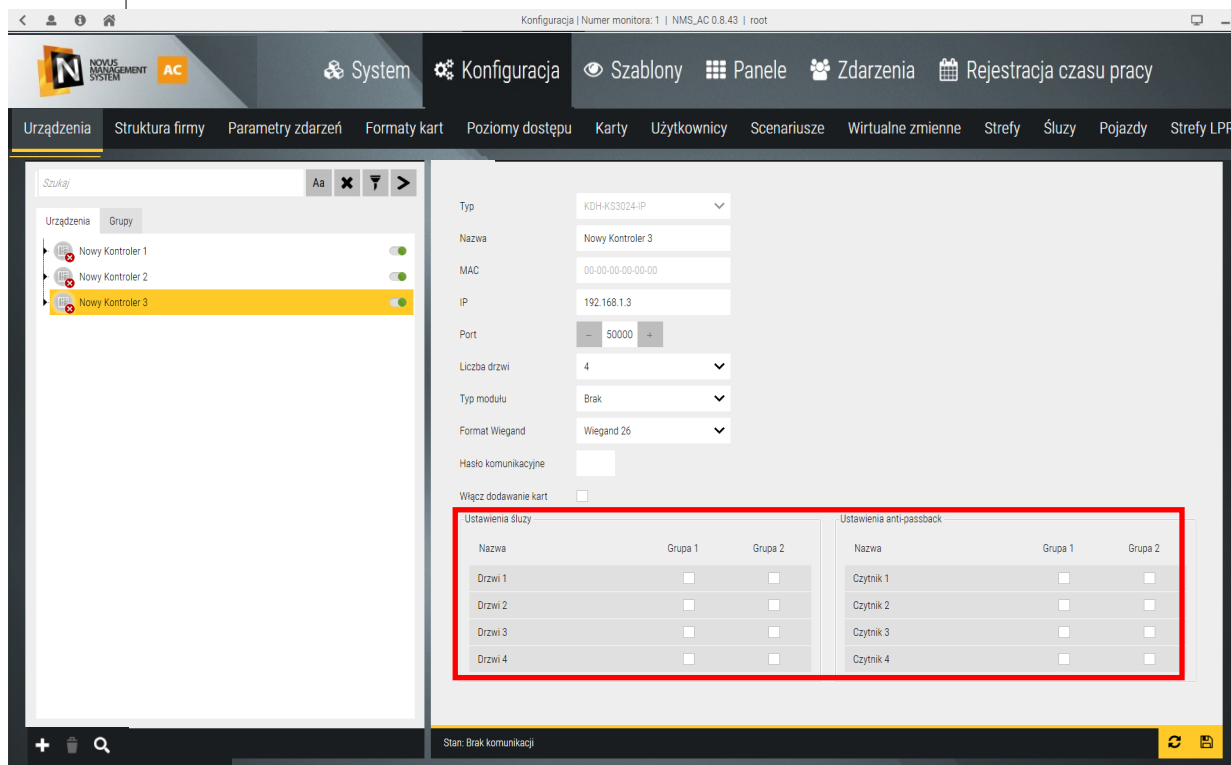 Konfiguracja | Numer monitora: 1 | NMS_AC 0.8.43 | root
N NOVUS MANAGEMENT SYSTEM AC
System Konfiguracja Szablony Panele Zdarzenia Rejestracja czasu pracy
Urządzenia Struktura firmy Parametry zdarzeń Formaty kart Poziomy dostępu Karty Użytkownicy Scenariusze Wirtualne zmienne Strefy Śluzy Pojazdy Strefy LPR
Szukaj Aa
Urządzenia Grupy
Nowy Kontroler 1
Nowy Kontroler 2
Nowy Kontroler 3
Typ KDH-KS3024-IP
Nazwa Nowy Kontroler 3
MAC 00-00-00-00-00-00
IP 192.168.1.3
Port - 50000 +
Liczba drzwi 4
Typ modułu Brak
Format Wiegand Wiegand 26
Hasło komunikacyjne
Włącz dodawanie kart
Ustawienia śluzy Ustawienia anti-passback
Nazwa Grupa 1 Grupa 2 Nazwa Grupa 1 Grupa 2
Drzwi 1 Czytnik 1
Drzwi 2 Czytnik 2
Drzwi 3 Czytnik 3
Drzwi 4 Czytnik 4
Stan: Brak komunikacji